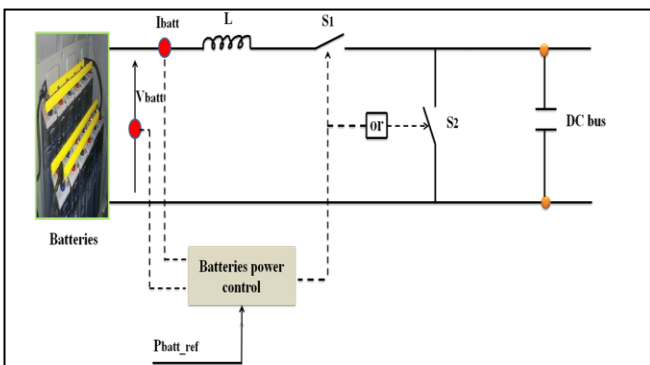 Ibatt
L
S1
Vbatt
or
S2
DC bus
Batteries
Batteries power
control
Pbatt_ref